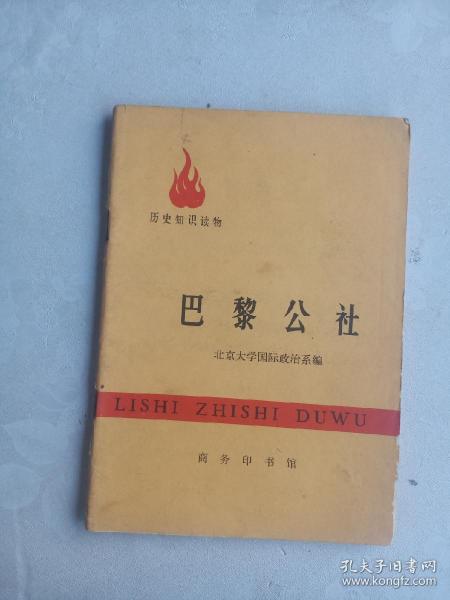 历史知识读物
巴黎公社
北京大学国际政治系编
LISHI ZHISHI DUWU
商务印书馆
孔夫子旧书网
www.kongfz.com